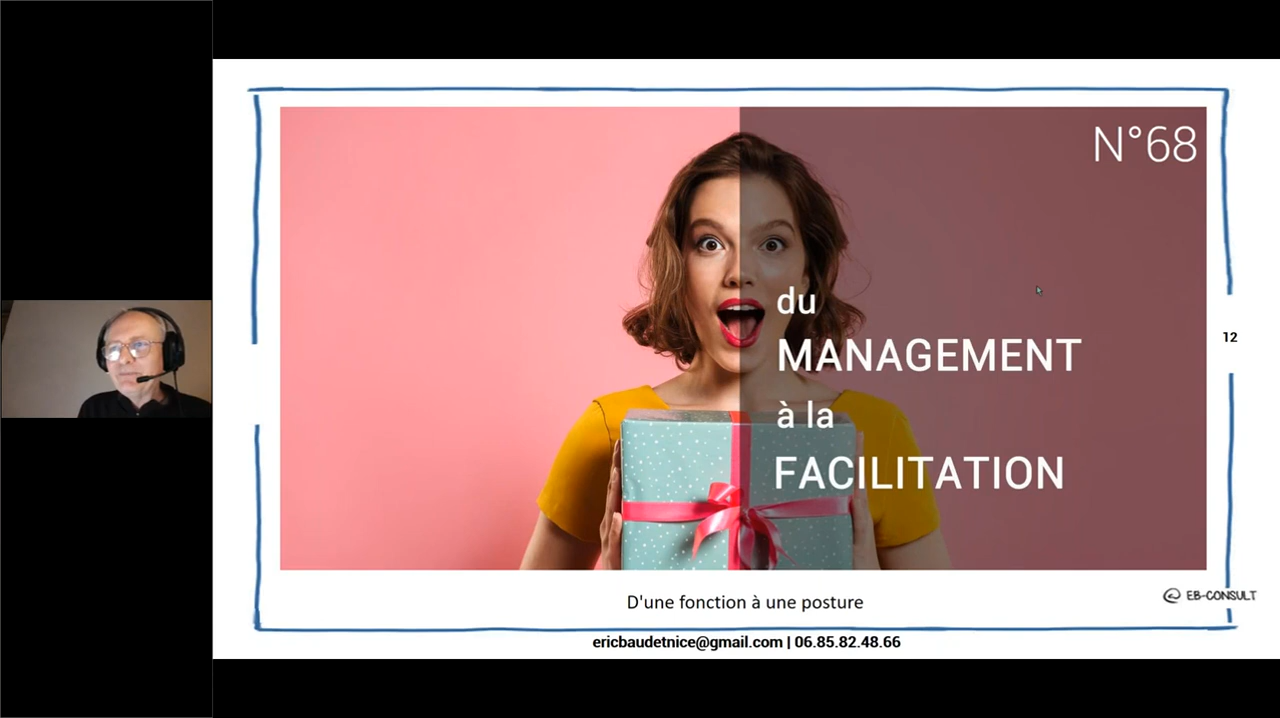 N°68
du
MANAGEMENT
à la
FACILITATION
12
D'une fonction à une posture
@ EB-CONSULT
ericbaudetnice@gmail.com | 06.85.82.48.66